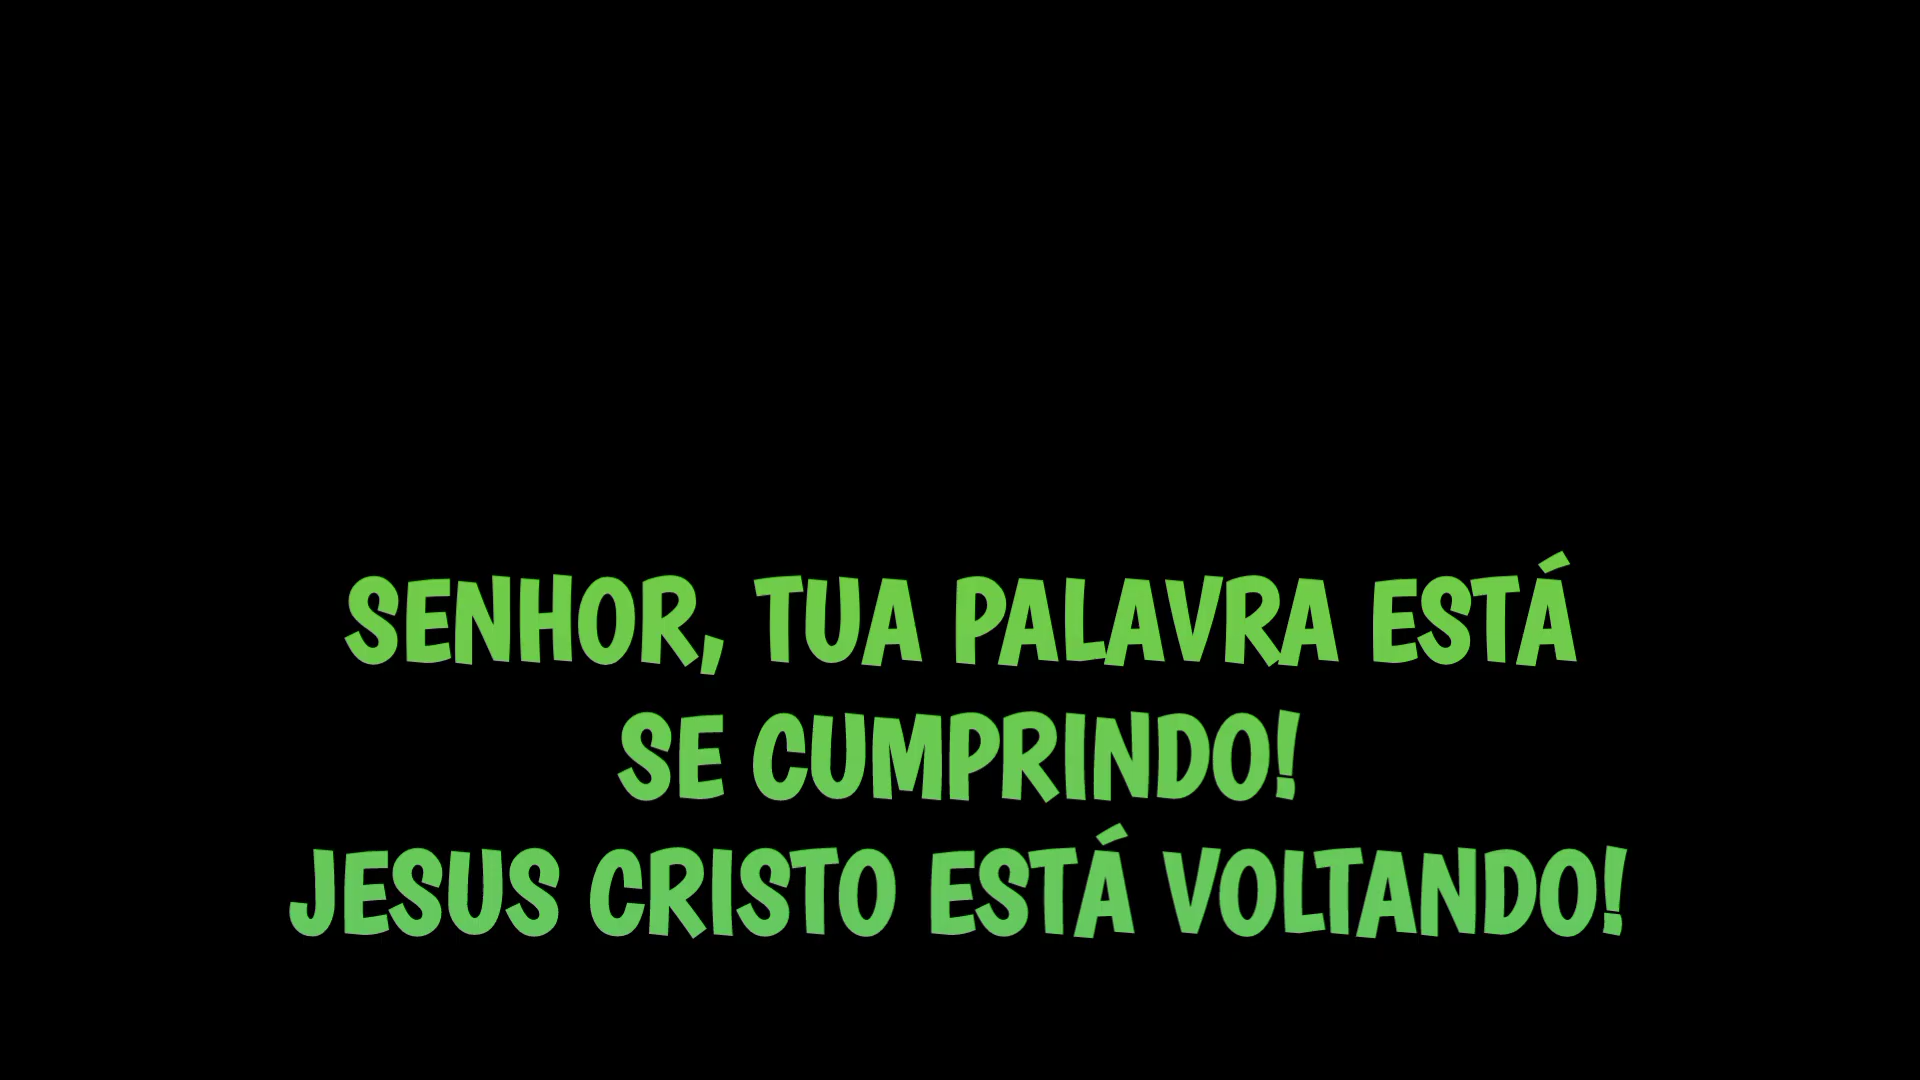 SENHOR, TUA PALAVRA ESTÁ
SE CUMPRINDO!
JESUS CRISTO ESTÁ VOLTANDO!